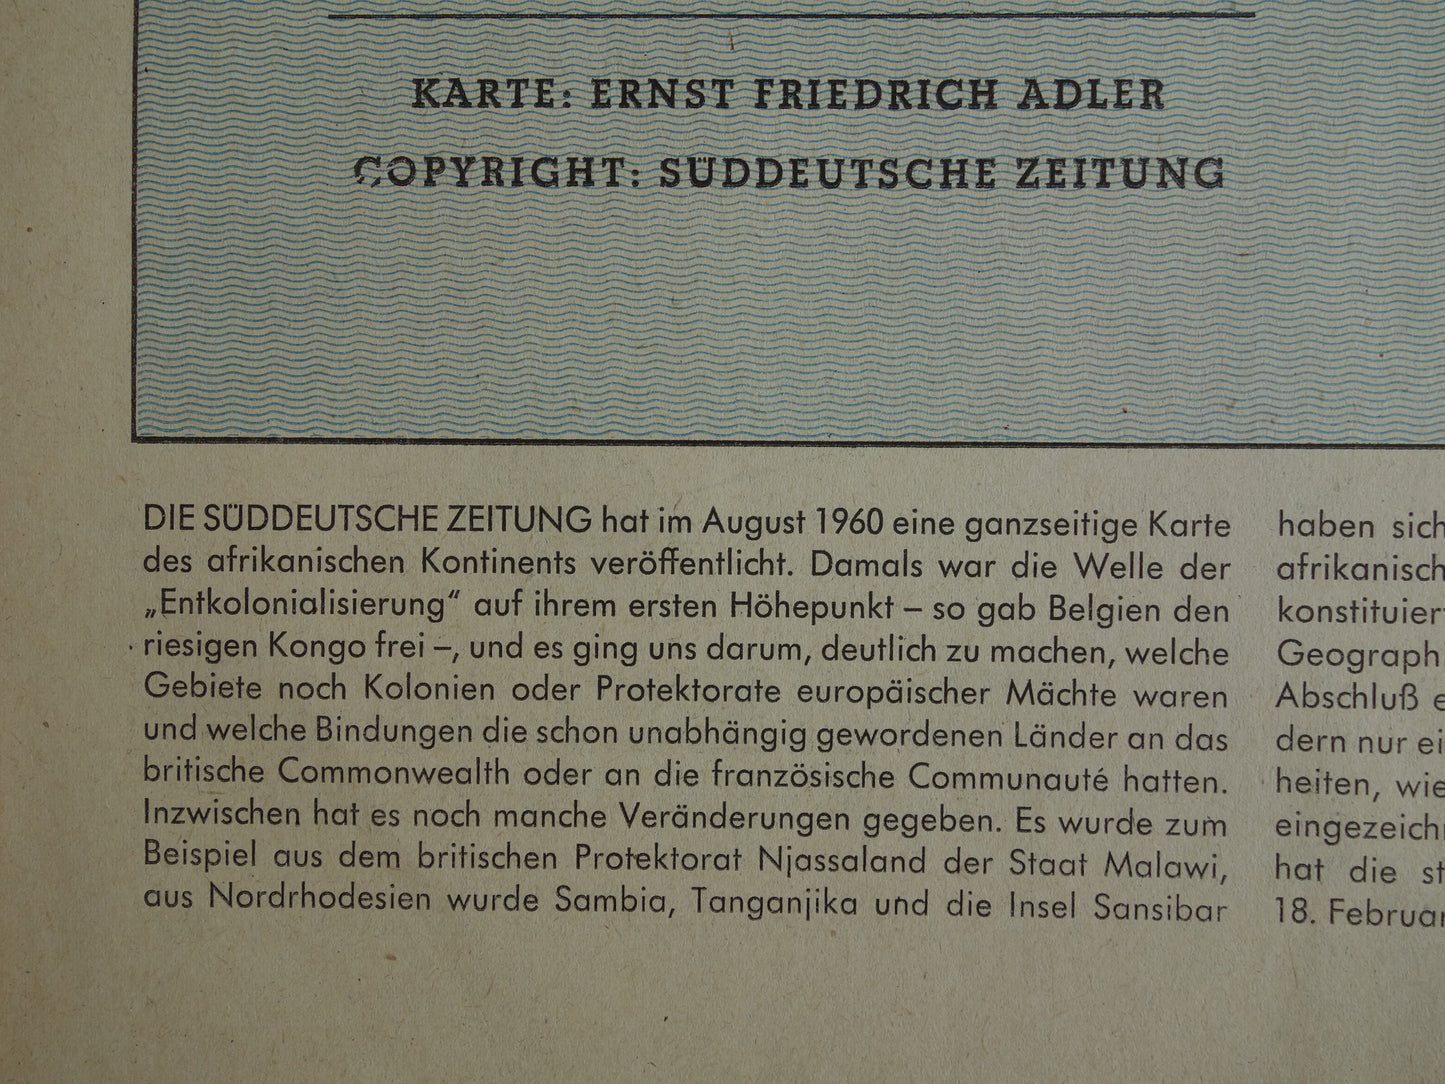 KARTE: ERNST FRIEDRICH ADLER
COPYRIGHT: SÜDDEUTSCHE ZEITUNG
DIE SÜDDEUTSCHE ZEITUNG hat im August 1960 eine ganzseitige Karte
des afrikanischen Kontinents veröffentlicht. Damals war die Welle der
„Entkolonialisierung“ auf ihrem ersten Höhepunkt – so gab Belgien den
riesigen Kongo frei –, und es ging uns darum, deutlich zu machen, welche
Gebiete noch Kolonien oder Protektorate europäischer Mächte waren
und welche Bindungen die schon unabhängig gewordenen Länder an das
britische Commonwealth oder an die französische Communauté hatten.
Inzwischen hat es noch manche Veränderungen gegeben. Es wurde zum
Beispiel aus dem britischen Protektorat Njassaland der Staat Malawi,
aus Nordrhodesien wurde Sambia, Tanganjika und die Insel Sansibar
haben sich
afrikanisch
konstituier
Geograph
Abschluß e
dern nur ei
heiten, wie
eingezeich
hat die st
18. Februar